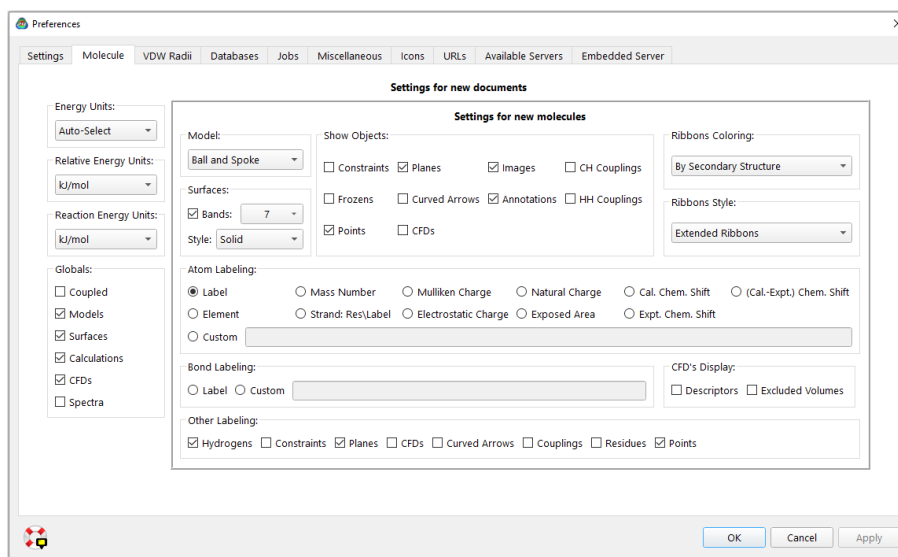 Preferences
Settings Molecule VDW Radii Databases Jobs Miscellaneous Icons URLs Available Servers Embedded Server
Settings for new documents
Energy Units:
Auto-Select
Relative Energy Units:
kJ/mol
Reaction Energy Units:
kJ/mol
Globals:
Coupled
Models
Surfaces
Calculations
CFDs
Spectra
Settings for new molecules
Model:
Ball and Spoke
Surfaces:
Bands: 7
Style: Solid
Show Objects:
Constraints Planes Images CH Couplings
Frozens Curved Arrows Annotations HH Couplings
Points CFDs
Ribbons Coloring:
By Secondary Structure
Ribbons Style:
Extended Ribbons
Atom Labeling:
Label Mass Number Mulliken Charge Natural Charge Cal. Chem. Shift (Cal.-Expt.) Chem. Shift
Element Strand: Res\Label Electrostatic Charge Exposed Area Expt. Chem. Shift
Custom
Bond Labeling:
Label Custom
CFD's Display:
Descriptors Excluded Volumes
Other Labeling:
Hydrogens Constraints Planes CFDs Curved Arrows Couplings Residues Points
OK Cancel Apply